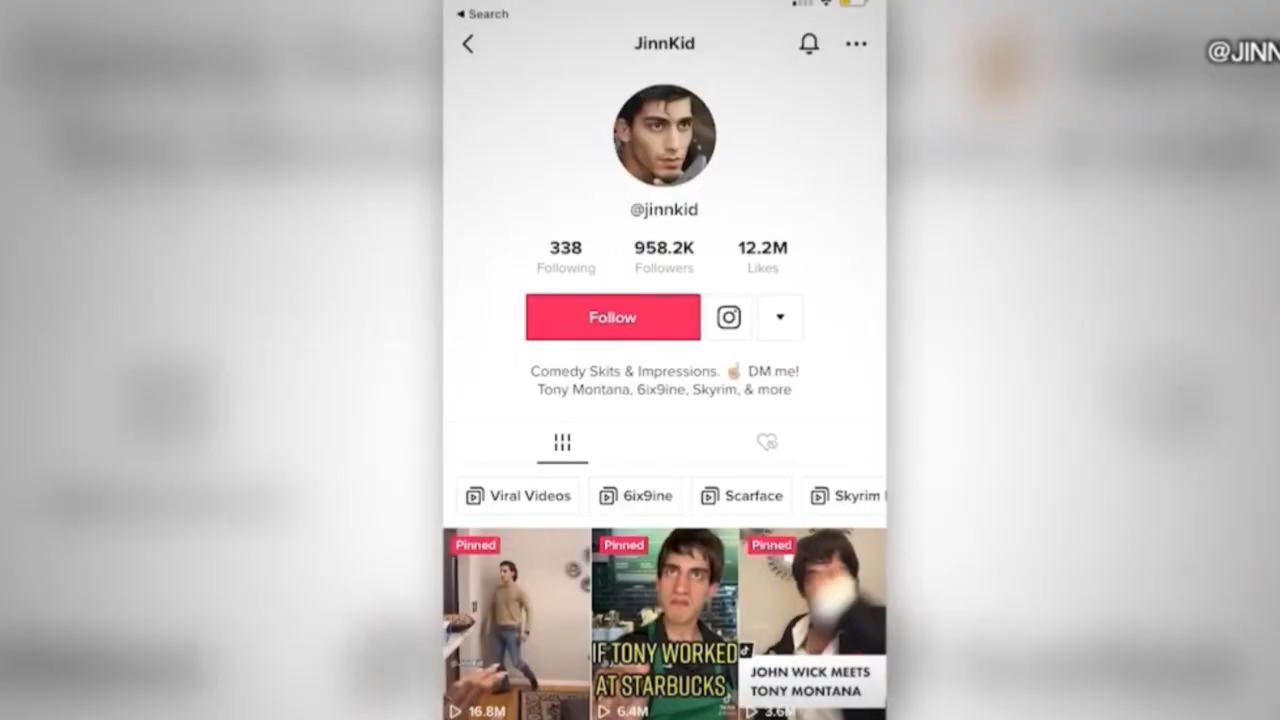 Search
JinnKid
@JINN
@jinnkid
338
Following
958.2K
Followers
12.2M
Likes
Follow
Comedy Skits & Impressions. ☝🏼 DM me!
Tony Montana, 6ix9ine, Skyrim, & more
Viral Videos
6ix9ine
Scarface
Skyrim
Pinned
Pinned
Pinned
IF TONY WORKED
AT STARBUCKS
JOHN WICK MEETS
TONY MONTANA
16.8M
6.4M
3.6M